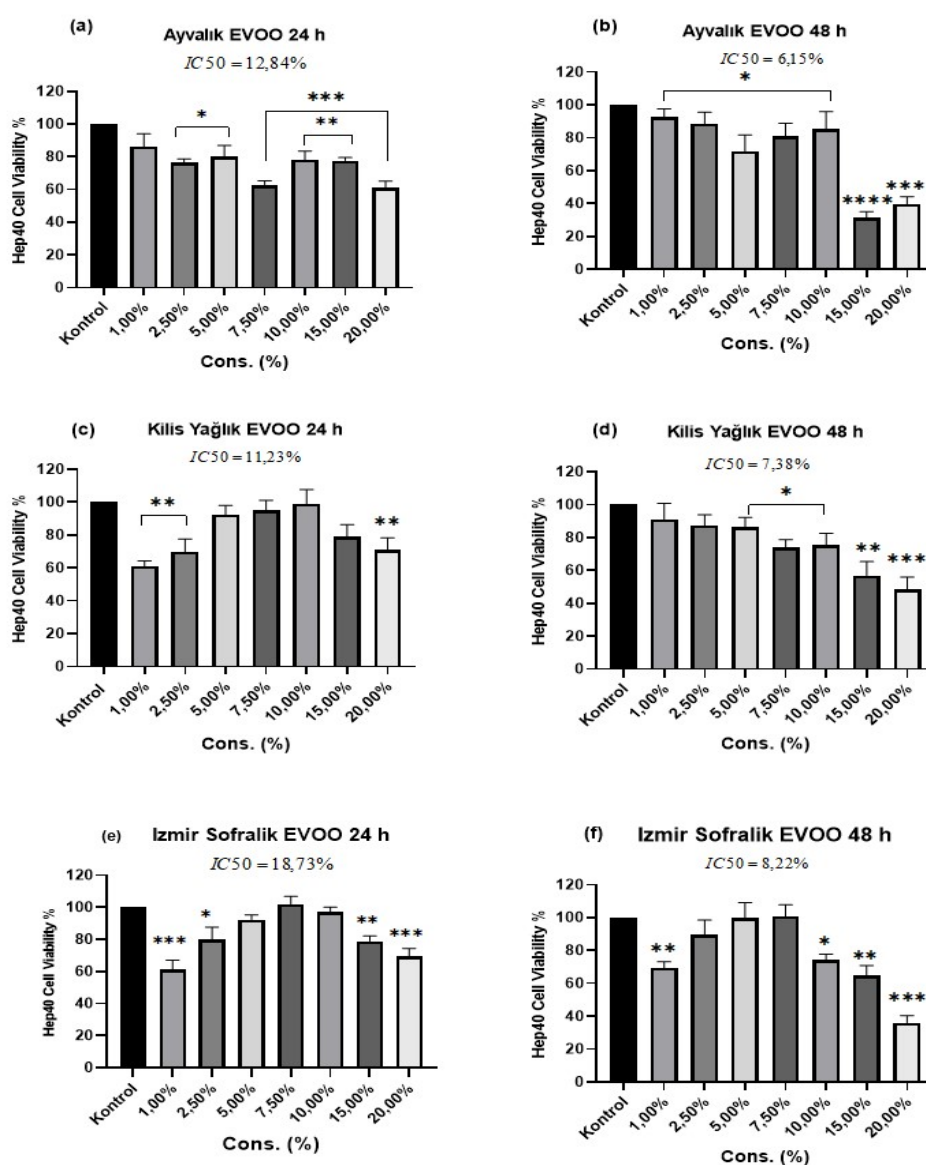 (a)
Ayvalık EVOO 24 h
IC50 = 12,84%
Hep40 Cell Viability %
120
100
80
60
40
20
0
*
***
**
Kontrol
1,00%
2,50%
5,00%
7,50%
10,00%
15,00%
20,00%
Cons. (%)
(b)
Ayvalık EVOO 48 h
IC50 = 6,15%
Hep40 Cell Viability %
120
100
80
60
40
20
0
*
****
***
Kontrol
1,00%
2,50%
5,00%
7,50%
10,00%
15,00%
20,00%
Cons. (%)
(c)
Kilis Yağlık EVOO 24 h
IC50 = 11,23%
Hep40 Cell Viability %
120
100
80
60
40
20
0
**
**
Kontrol
1,00%
2,50%
5,00%
7,50%
10,00%
15,00%
20,00%
Cons. (%)
(d)
Kilis Yağlık EVOO 48 h
IC50 = 7,38%
Hep40 Cell Viability %
120
100
80
60
40
20
0
*
**
***
Kontrol
1,00%
2,50%
5,00%
7,50%
10,00%
15,00%
20,00%
Cons. (%)
(e)
Izmir Sofralik EVOO 24 h
IC50 = 18,73%
Hep40 Cell Viability %
120
100
80
60
40
20
0
***
*
**
***
Kontrol
1,00%
2,50%
5,00%
7,50%
10,00%
15,00%
20,00%
Cons. (%)
(f)
Izmir Sofralik EVOO 48 h
IC50 = 8,22%
Hep40 Cell Viability %
120
100
80
60
40
20
0
**
*
**
***
Kontrol
1,00%
2,50%
5,00%
7,50%
10,00%
15,00%
20,00%
Cons. (%)